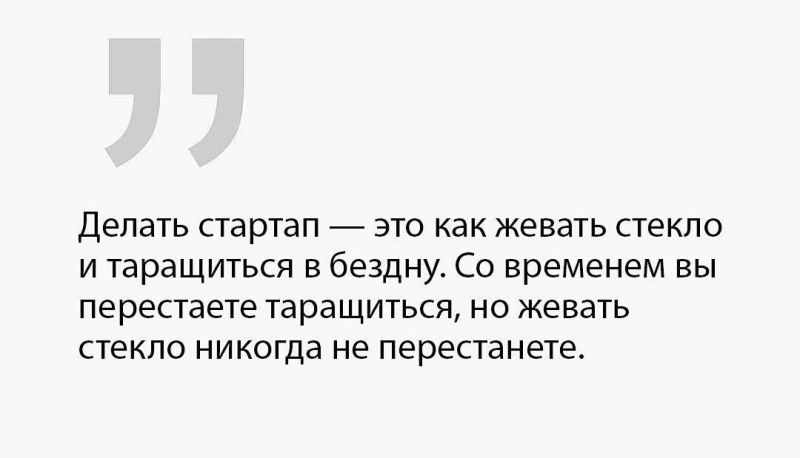 ”
Делать стартап — это как жевать стекло
и таращиться в бездну. Со временем вы
перестаете таращиться, но жевать
стекло никогда не перестанете.